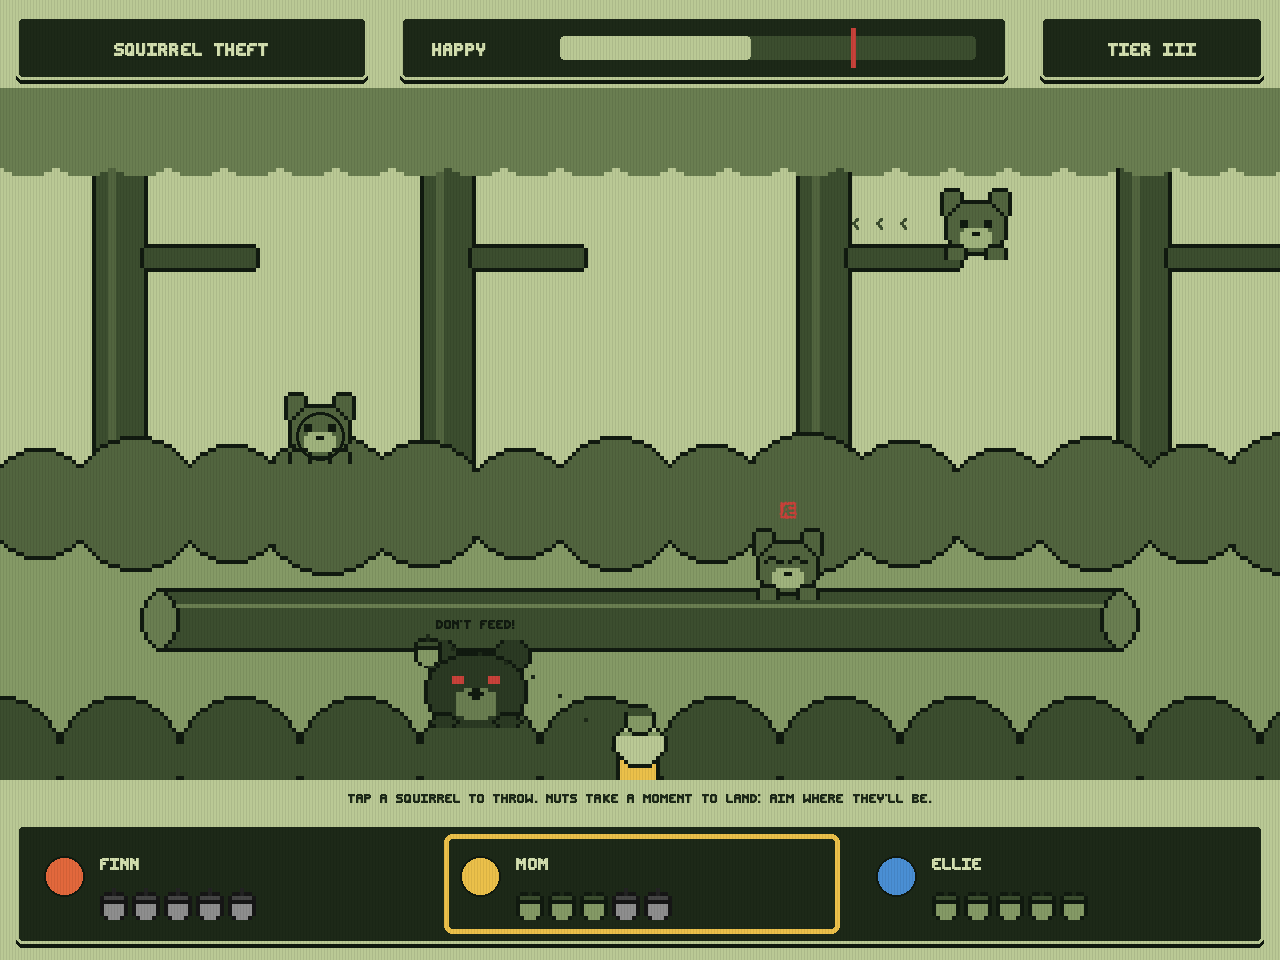 SQUIRREL THEFT
HAPPY
TIER III
DON'T FEED!
TAP A SQUIRREL TO THROW. NUTS TAKE A MOMENT TO LAND: AIM WHERE THEY'LL BE.
FINN
MOM
ELLIE